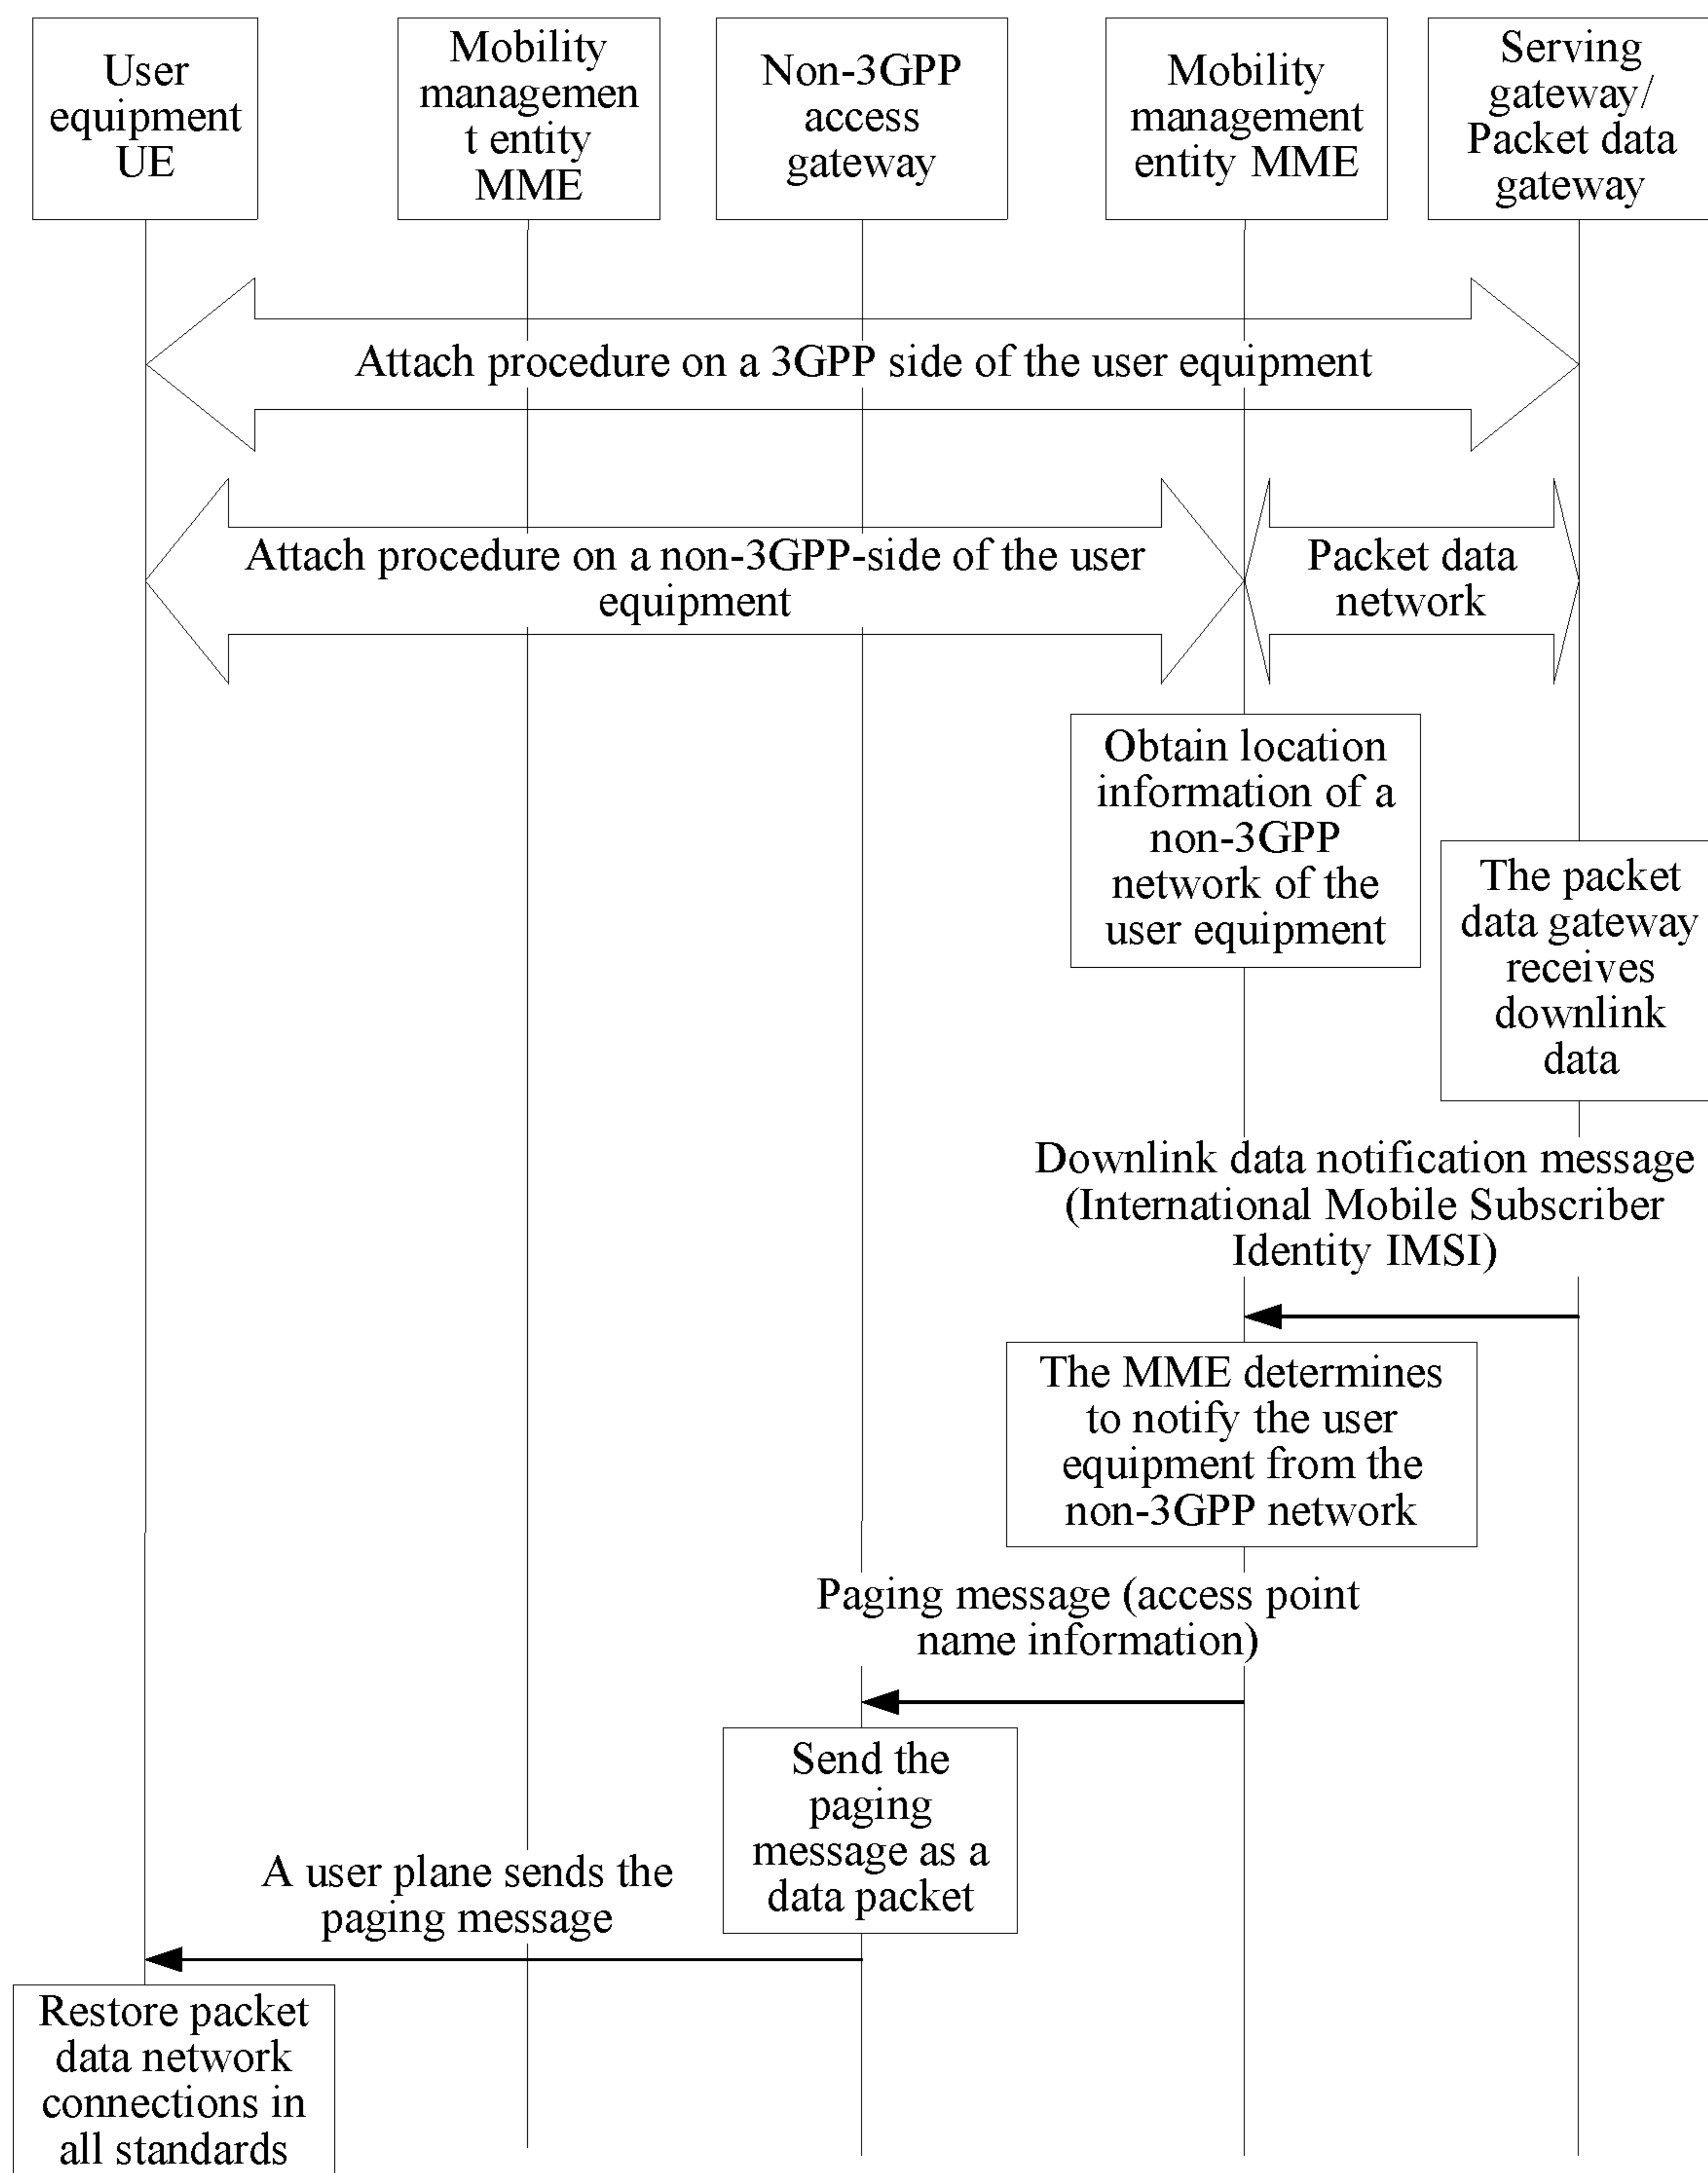 User
equipment
UE
Mobility
managemen
t entity
MME
Non-3GPP
access
gateway
Mobility
management
entity MME
Serving
gateway/
Packet data
gateway
Attach procedure on a 3GPP side of the user equipment
Attach procedure on a non-3GPP-side of the user
equipment
Packet data
network
Obtain location
information of a
non-3GPP
network of the
user equipment
The packet
data gateway
receives
downlink
data
Downlink data notification message
(International Mobile Subscriber
Identity IMSI)
The MME determines
to notify the user
equipment from the
non-3GPP network
Paging message (access point
name information)
Send the
paging
message as a
data packet
A user plane sends the
paging message
Restore packet
data network
connections in
all standards